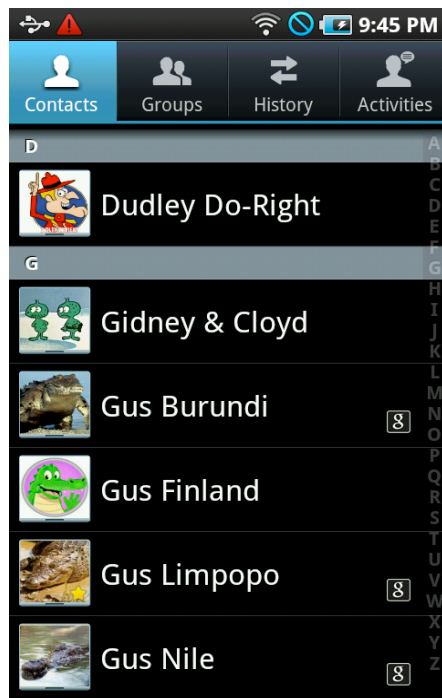 9:45 PM
Contacts Groups History Activities
D
Dudley Do-Right
G
Gidney & Cloyd
Gus Burundi
g
Gus Finland
Gus Limpopo
g
Gus Nile
g
A
B
C
D
E
F
G
H
I
J
K
L
M
N
O
P
Q
R
S
T
U
V
W
X
Y
Z